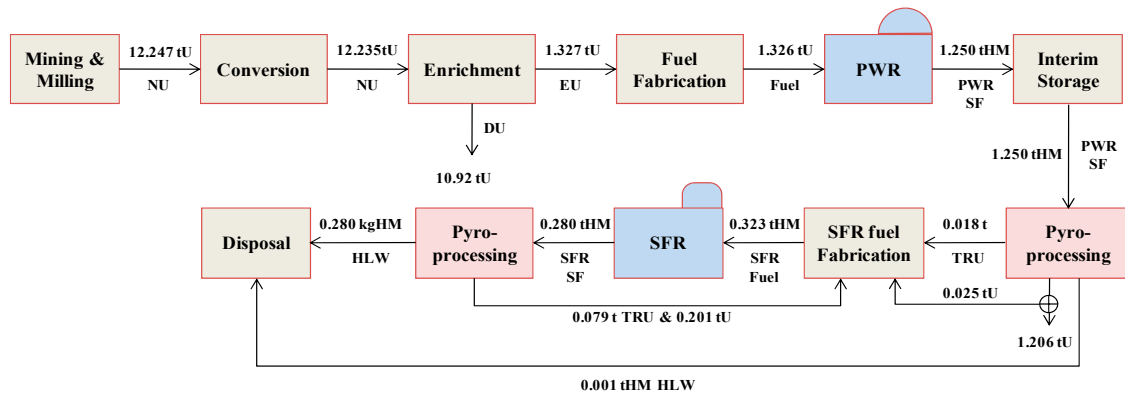 12.247 tU
12.235tU
1.327 tU
1.326 tU
1.250 tHM
Mining &
Milling
Conversion
Enrichment
Fuel
Fabrication
PWR
Interim
Storage
NU
NU
EU
Fuel
PWR
SF
DU
10.92 tU
1.250 tHM
PWR
SF
0.280 kgHM
0.280 tHM
0.323 tHM
0.018 t
Disposal
Pyro-
processing
SFR
SFR fuel
Fabrication
Pyro-
processing
HLW
SFR
SF
SFR
Fuel
TRU
0.025 tU
0.079 t TRU & 0.201 tU
1.206 tU
0.001 tHM HLW